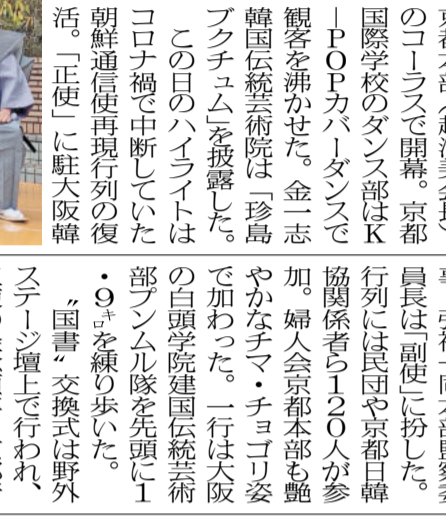 のコーラスで開幕。京都
国際学校のダンス部はK
―POPカバーダンスで
観客を沸かせた。金一志
韓国伝統芸術院は「珍島
ブクチュム」を披露した。
この日のハイライトは
コロナ禍で中断していた
朝鮮通信使再現行列の復
活。「正使」に駐大阪韓
員長は「副使」に扮した。
行列には民団や京都日韓
協関係者ら120人が参
加。婦人会京都本部も艶
やかなチマ・チョゴリ姿
で加わった。一行は大阪
の白頭学院建国伝統芸術
部プンムル隊を先頭に1
・9㌔を練り歩いた。
〝国書〟交換式は野外
ステージ壇上で行われ、